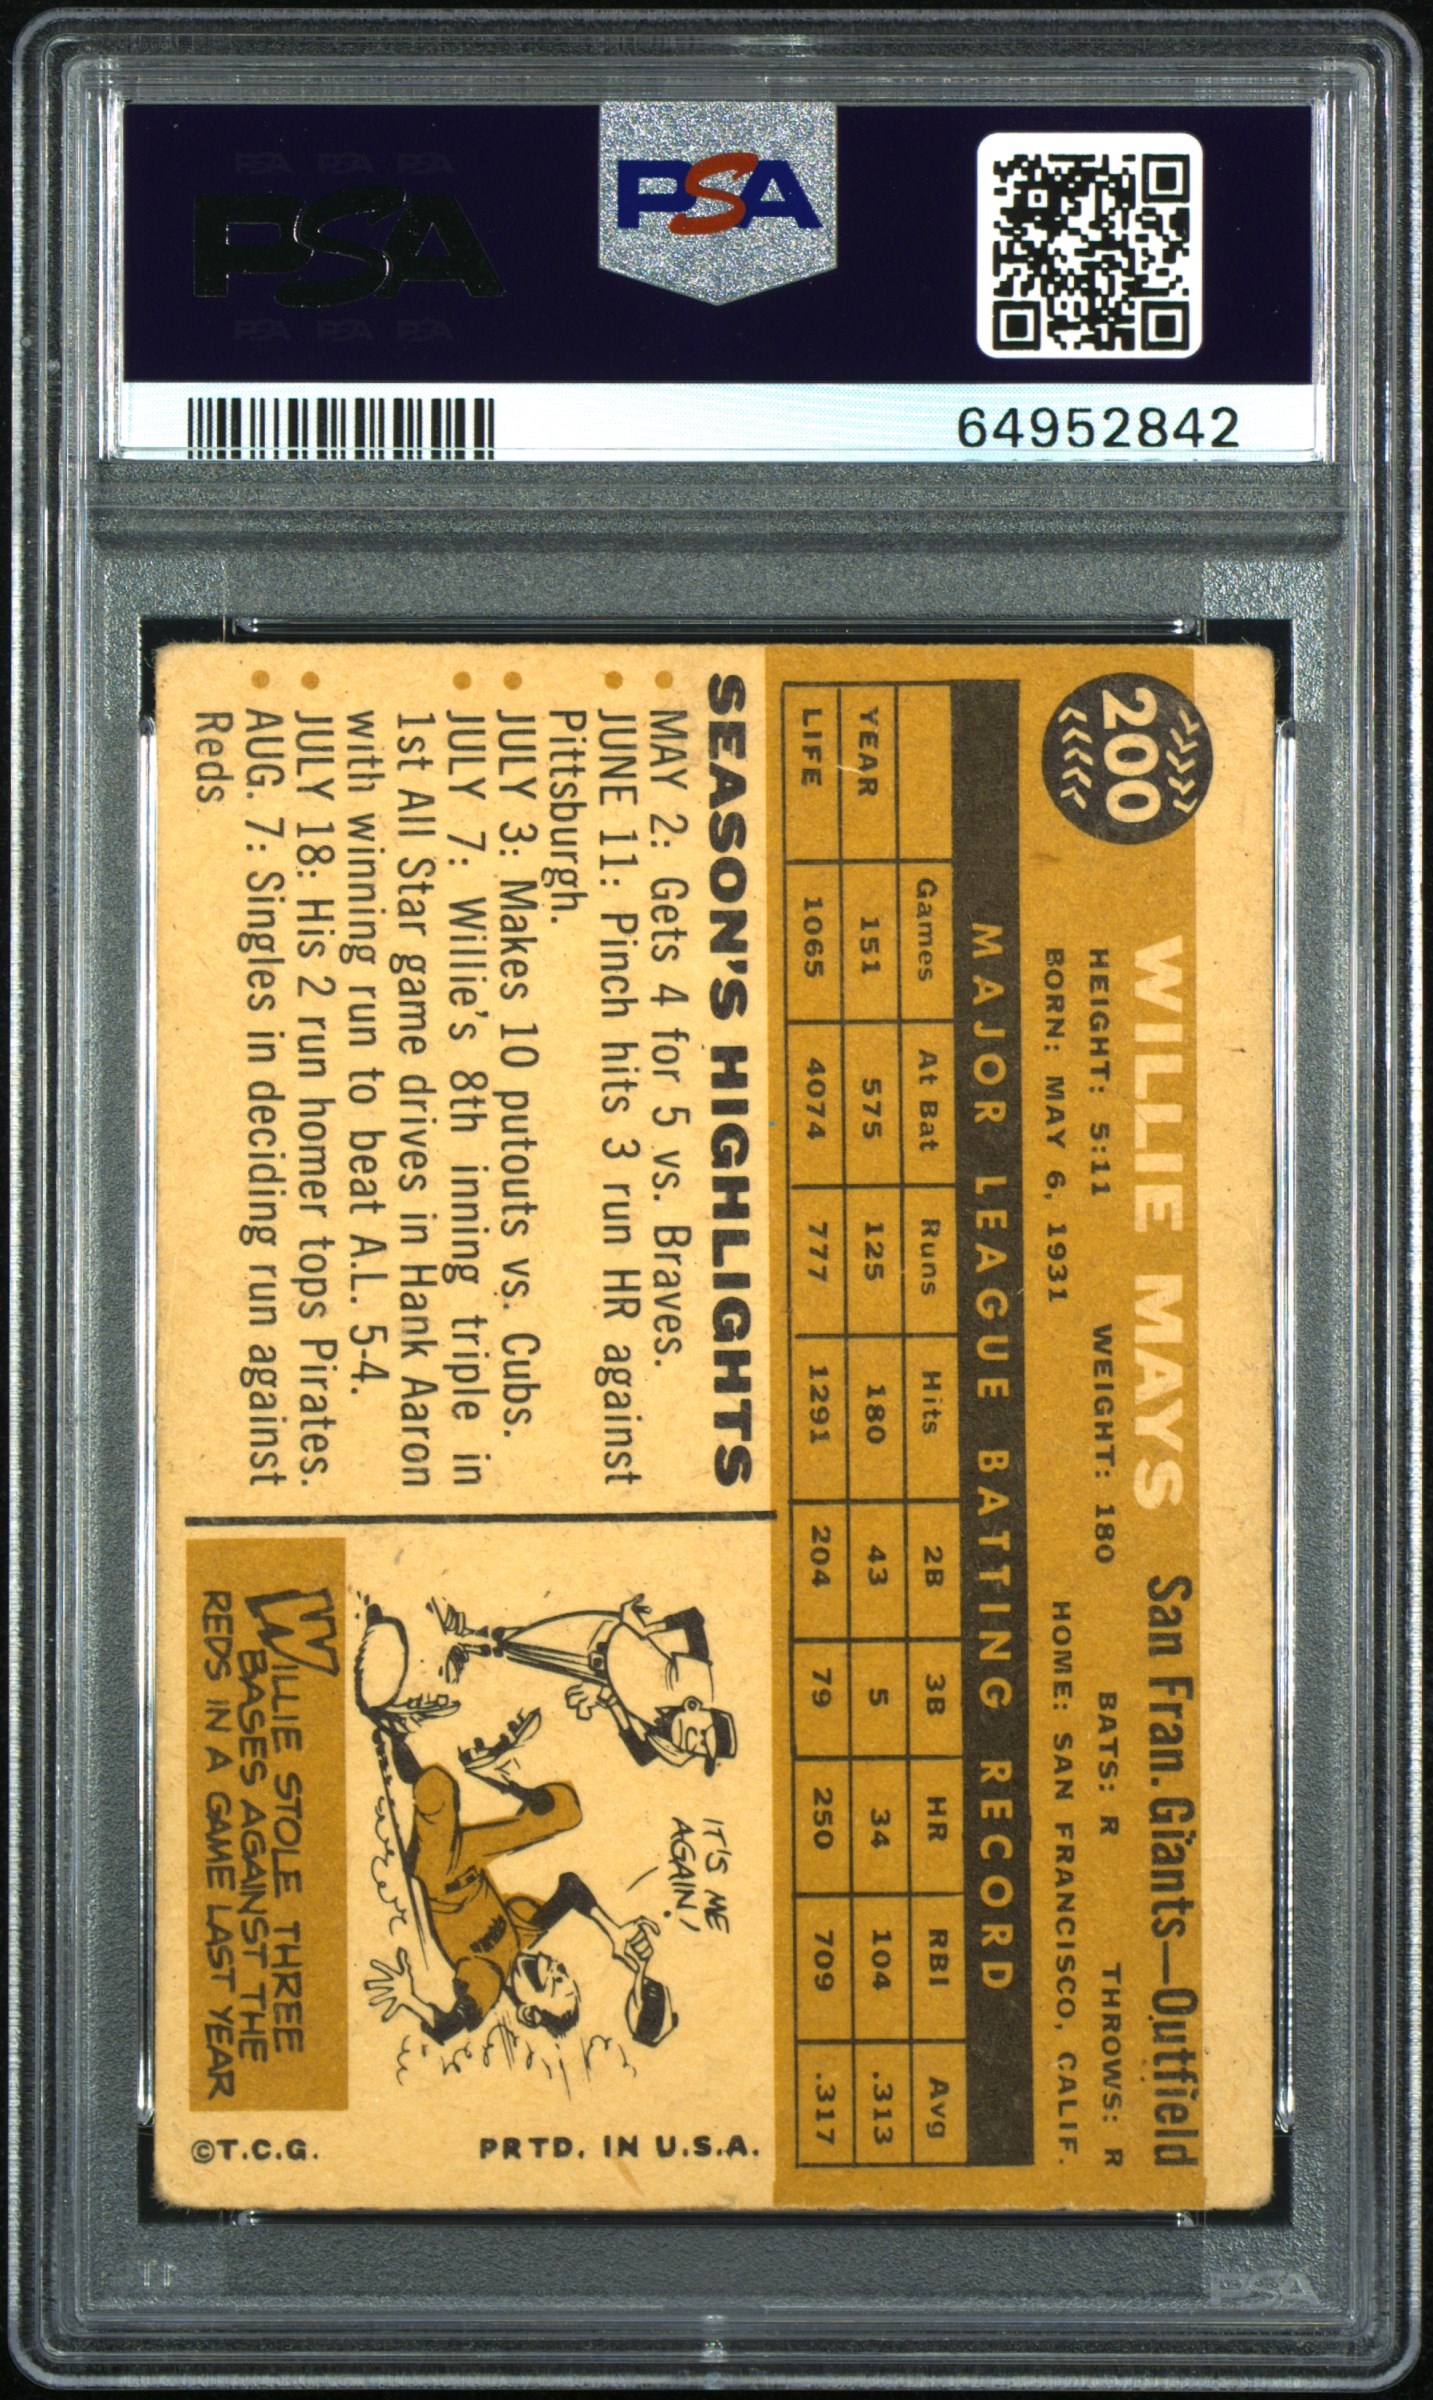 PSA PSA PSA
PSA
PSA PSA PSA
PSA
64952842
200
WILLIE MAYS San Fran. Giants—Outfield
HEIGHT: 5:11 WEIGHT: 180 BATS: R THROWS: R
BORN: MAY 6, 1931 HOME: SAN FRANCISCO, CALIF.
MAJOR LEAGUE BATTING RECORD
Games At Bat Runs Hits 2B 3B HR RBI Avg
YEAR 151 575 125 180 43 5 34 104 .313
LIFE 1065 4074 777 1291 204 79 250 709 .317
SEASON'S HIGHLIGHTS
• MAY 2: Gets 4 for 5 vs. Braves.
• JUNE 11: Pinch hits 3 run HR against
Pittsburgh.
• JULY 3: Makes 10 putouts vs. Cubs.
• JULY 7: Willie's 8th inning triple in
1st All Star game drives in Hank Aaron
with winning run to beat A.L. 5-4.
• JULY 18: His 2 run homer tops Pirates.
• AUG. 7: Singles in deciding run against
Reds
IT'S ME
AGAIN!
WILLIE STOLE THREE
BASES AGAINST THE
REDS IN A GAME LAST YEAR
©T.C.G. PRTD. IN U.S.A.
PSA